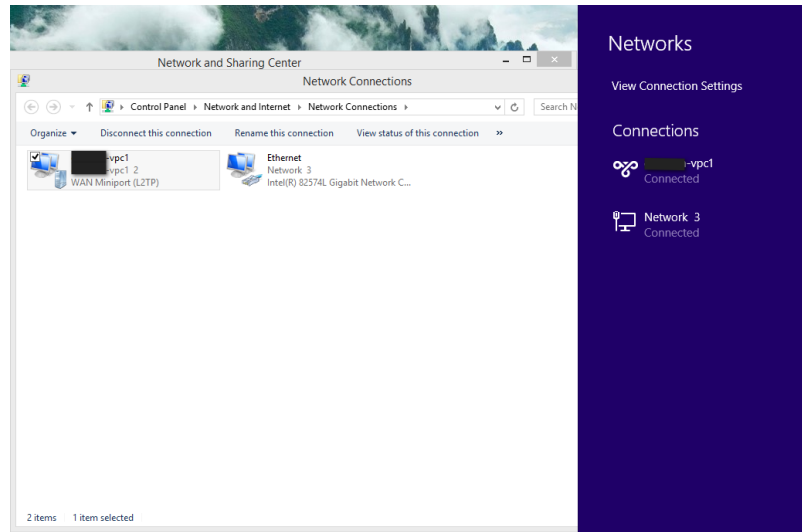 Network and Sharing Center
Network Connections
Control Panel Network and Internet Network Connections
Search N
Organize Disconnect this connection Rename this connection View status of this connection »
-vpc1
-vpc1 2
WAN Miniport (L2TP)
Ethernet
Network 3
Intel(R) 82574L Gigabit Network C...
2 items 1 item selected
Networks
View Connection Settings
Connections
-vpc1
Connected
Network 3
Connected